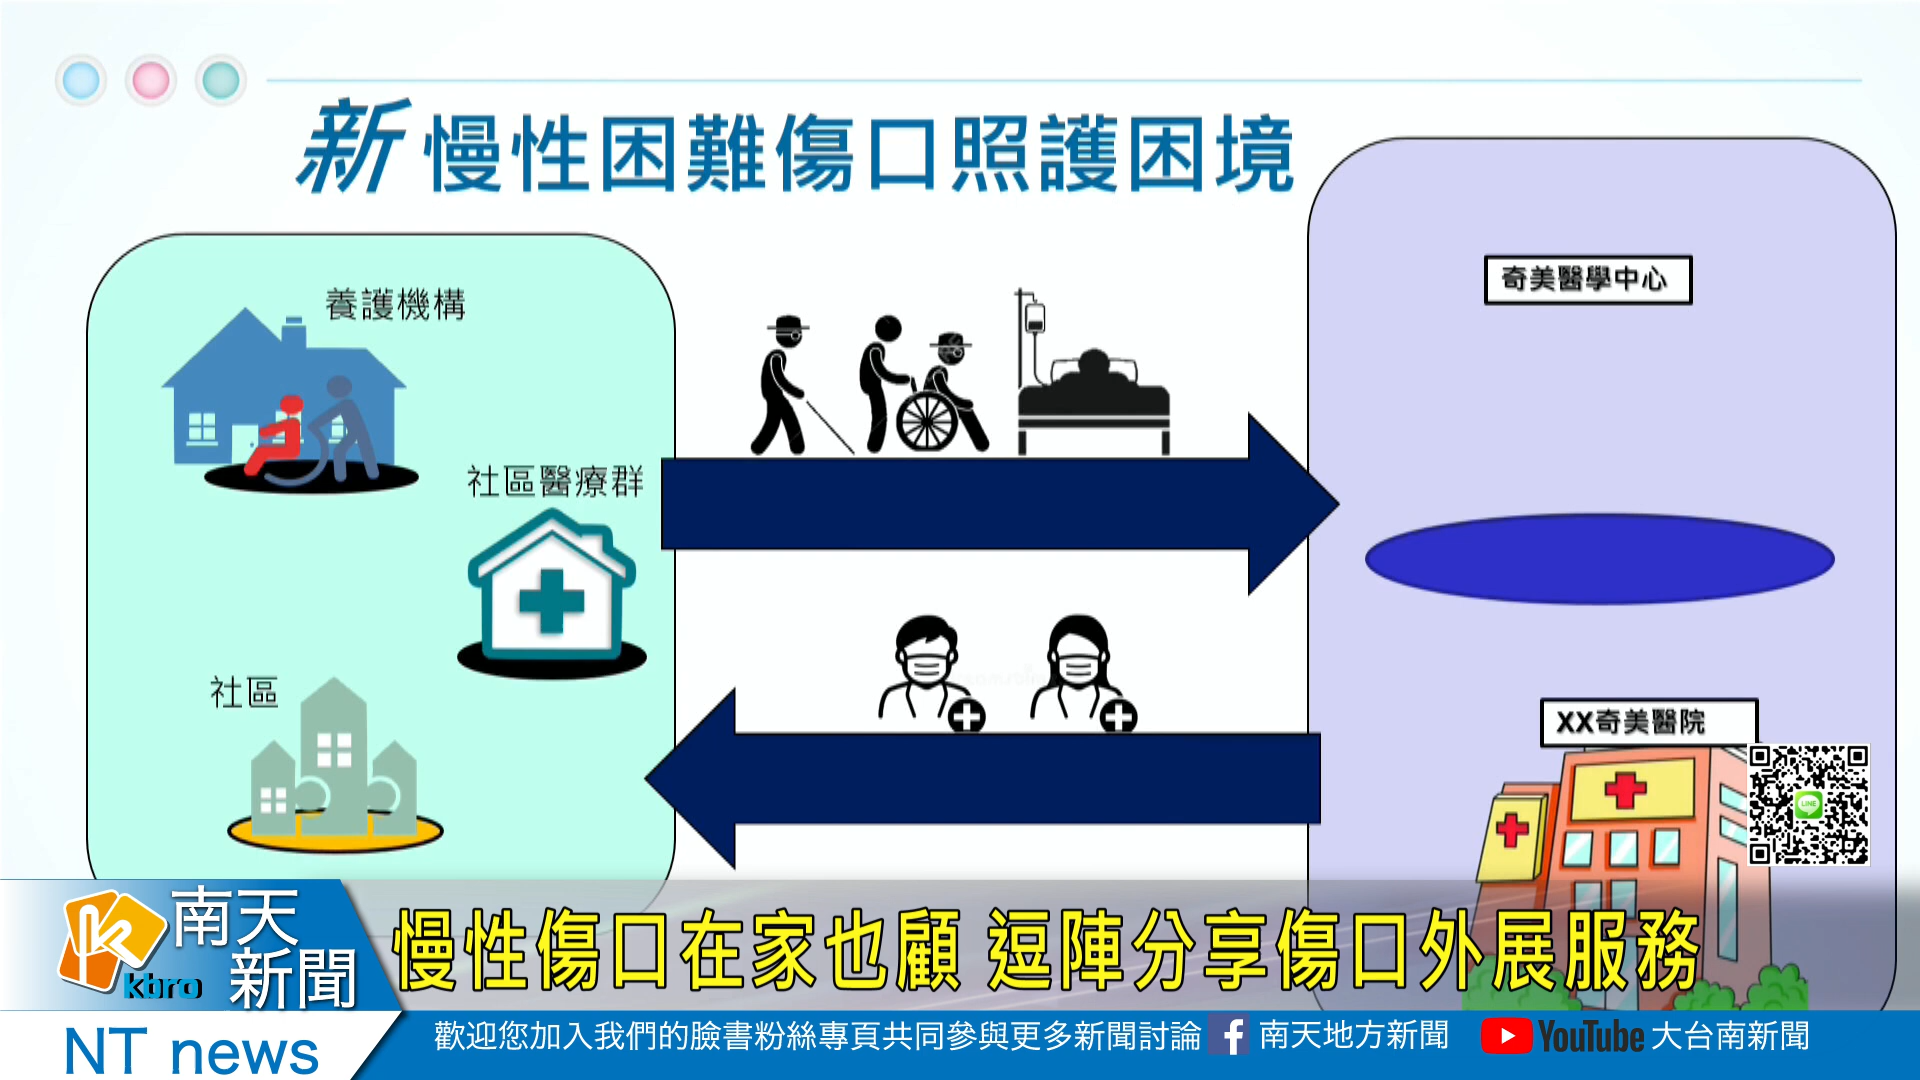 新 慢性困難傷口照護困境
養護機構
奇美醫學中心
社區醫療群
社區
XX奇美醫院
LINE
南天
新聞
kbro
慢性傷口在家也顧 逗陣分享傷口外展服務
NT news
歡迎您加入我們的臉書粉絲專頁共同參與更多新聞討論 f 南天地方新聞 YouTube 大台南新聞